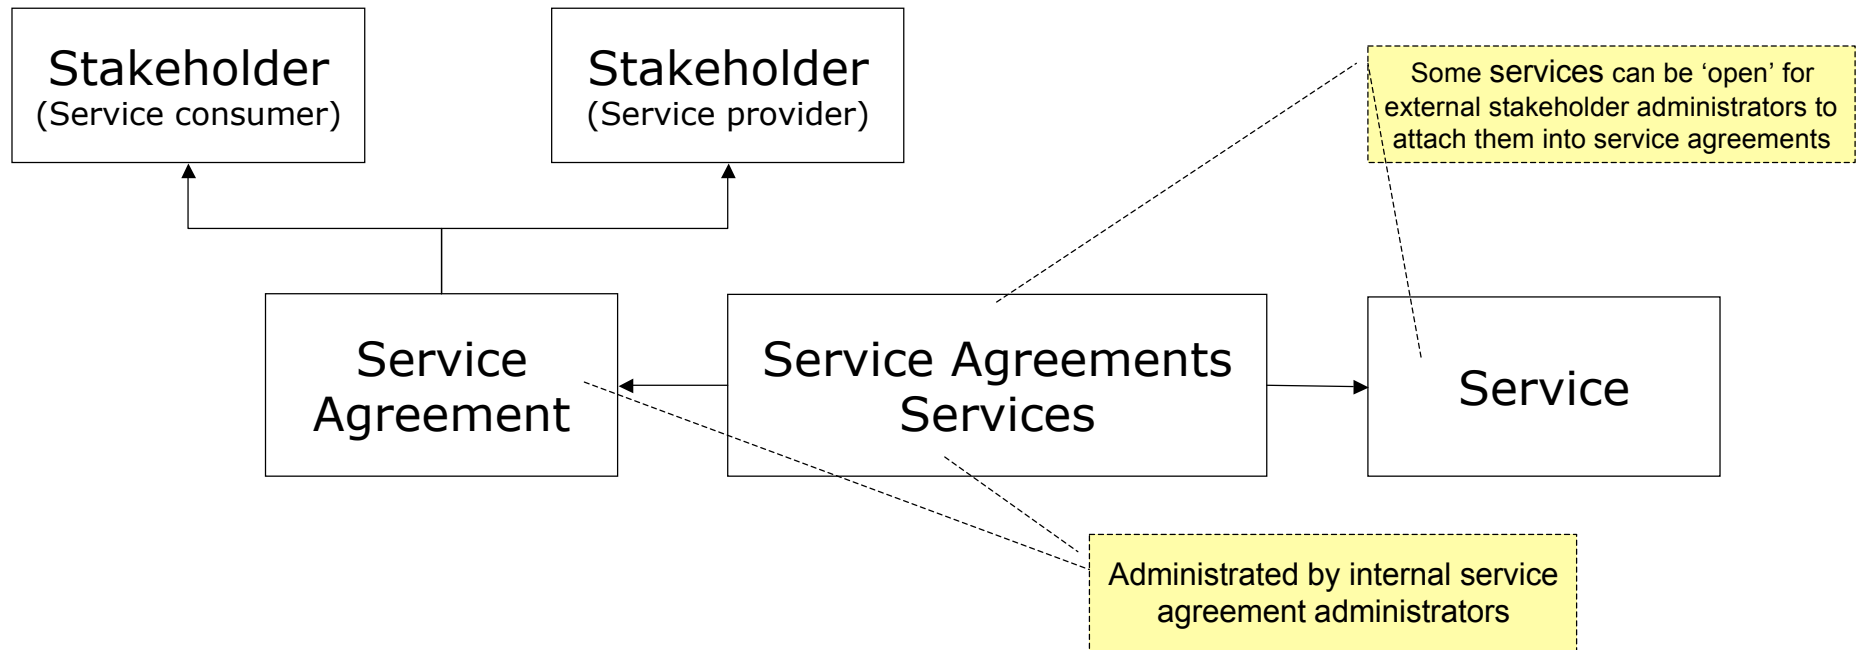 Stakeholder
(Service consumer)
Stakeholder
(Service provider)
Some services can be ‘open’ for
external stakeholder administrators to
attach them into service agreements
Service
Agreement
Service Agreements
Services
Service
Administrated by internal service
agreement administrators